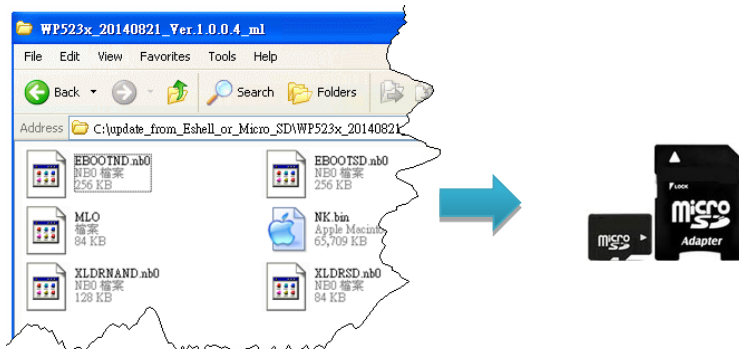 WP523x_20140821_Ver.1.0.0.4_ml
File Edit View Favorites Tools Help
Back Search Folders
Address C:\update_from_Eshell_or_Micro_SD\WP523x_20140821
EBOOTND.nb0
NB0 檔案
256 KB
EBOOTSD.nb0
NB0 檔案
256 KB
MLO
檔案
84 KB
NK.bin
Apple Macinto
65,709 KB
XLDRNAND.nb0
NB0 檔案
128 KB
XLDRSD.nb0
NB0 檔案
84 KB
LOCK
micro
SD
Adapter
micro
SD